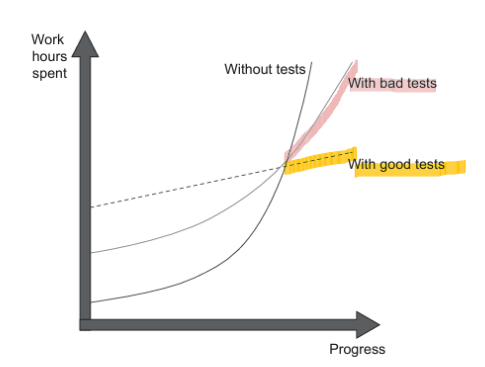 Work
hours
spent
Without tests
With bad tests
With good tests
Progress